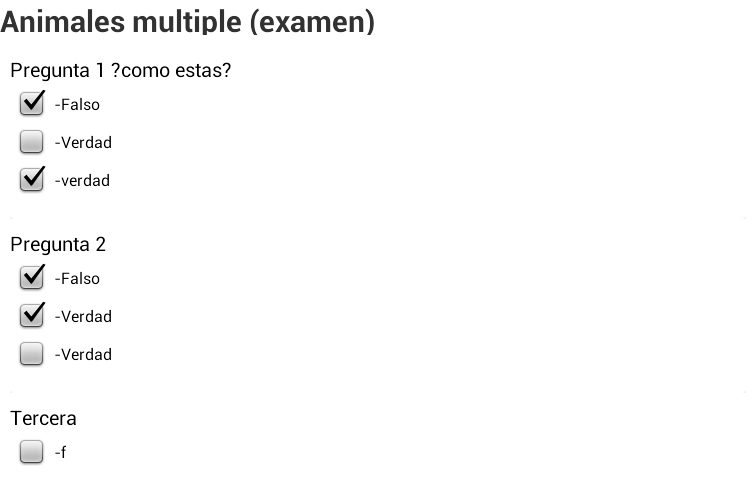 Animales multiple (examen)
Pregunta 1 ?como estas?
-Falso
-Verdad
-verdad
Pregunta 2
-Falso
-Verdad
-Verdad
Tercera
-f